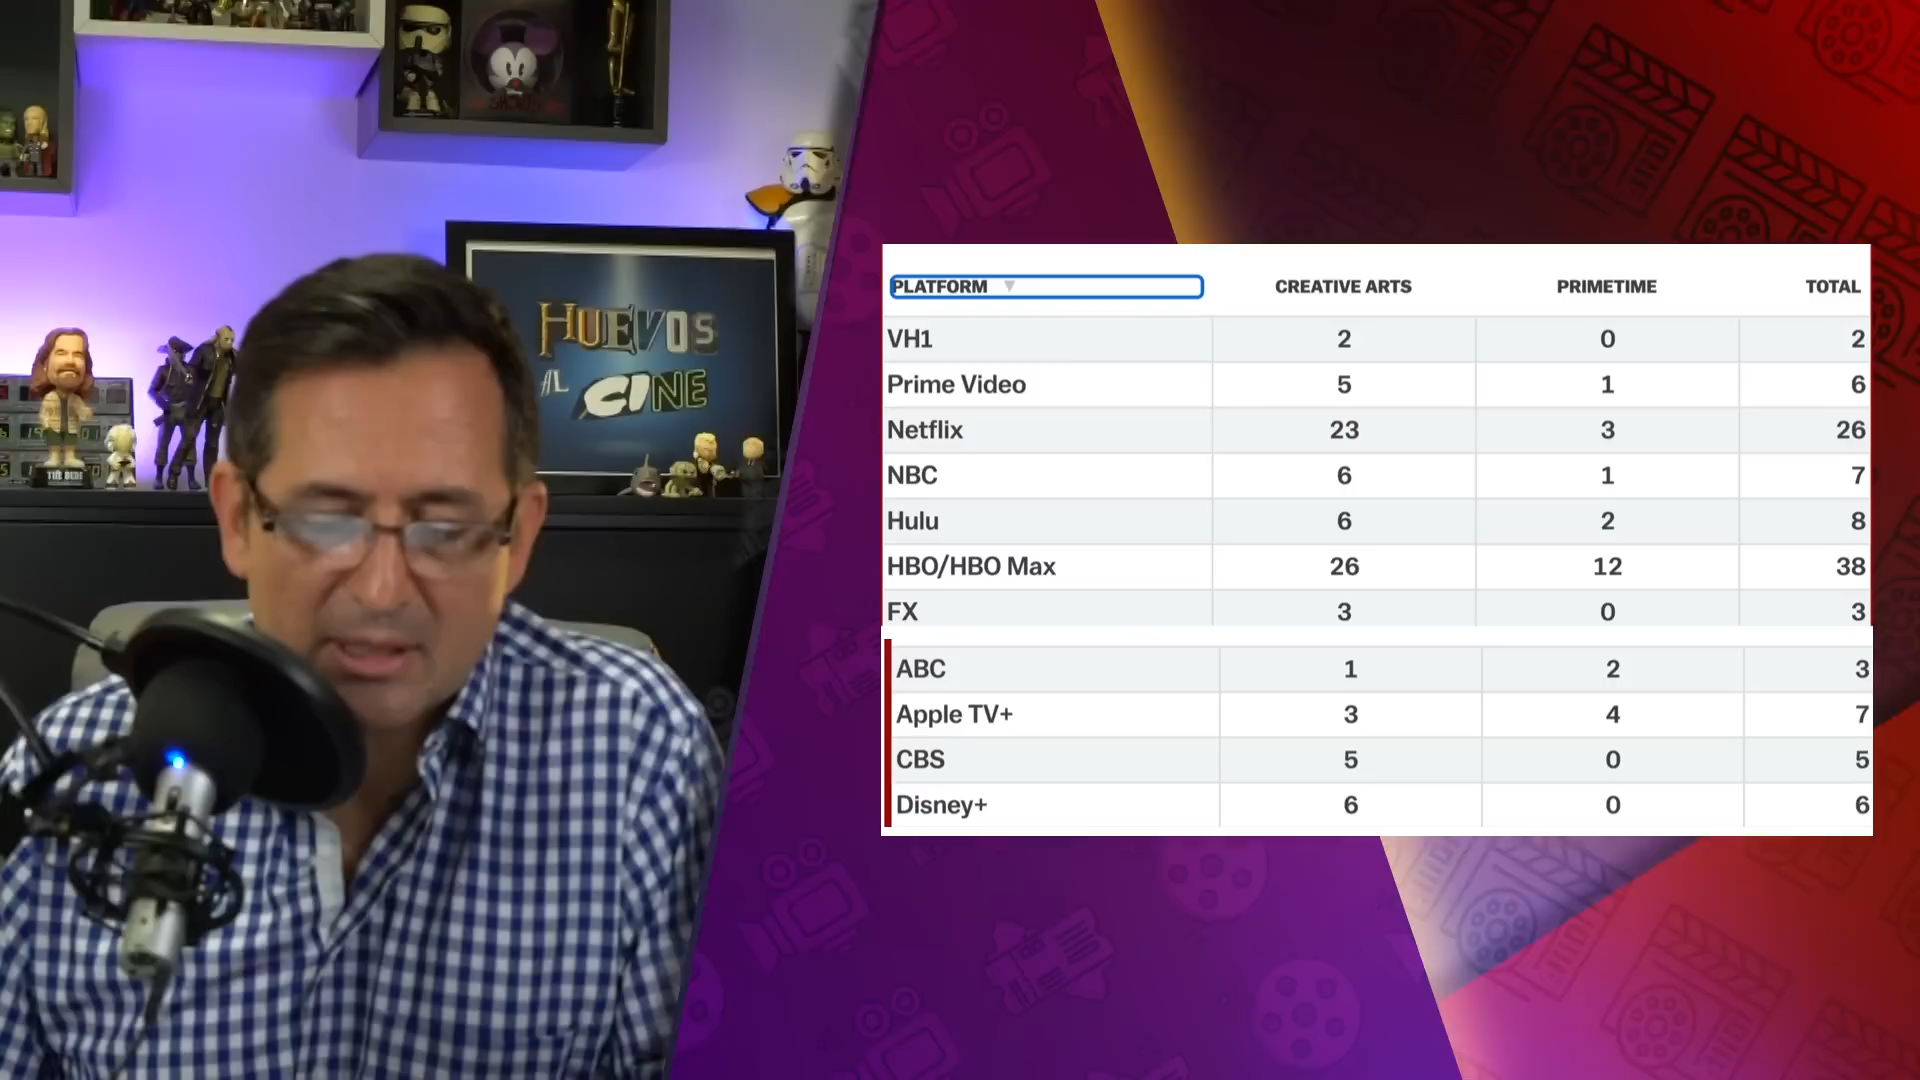 HUEVOS
AL CINE
THE DUDE
PLATFORM CREATIVE ARTS PRIMETIME TOTAL
VH1 2 0 2
Prime Video 5 1 6
Netflix 23 3 26
NBC 6 1 7
Hulu 6 2 8
HBO/HBO Max 26 12 38
FX 3 0 3
ABC 1 2 3
Apple TV+ 3 4 7
CBS 5 0 5
Disney+ 6 0 6